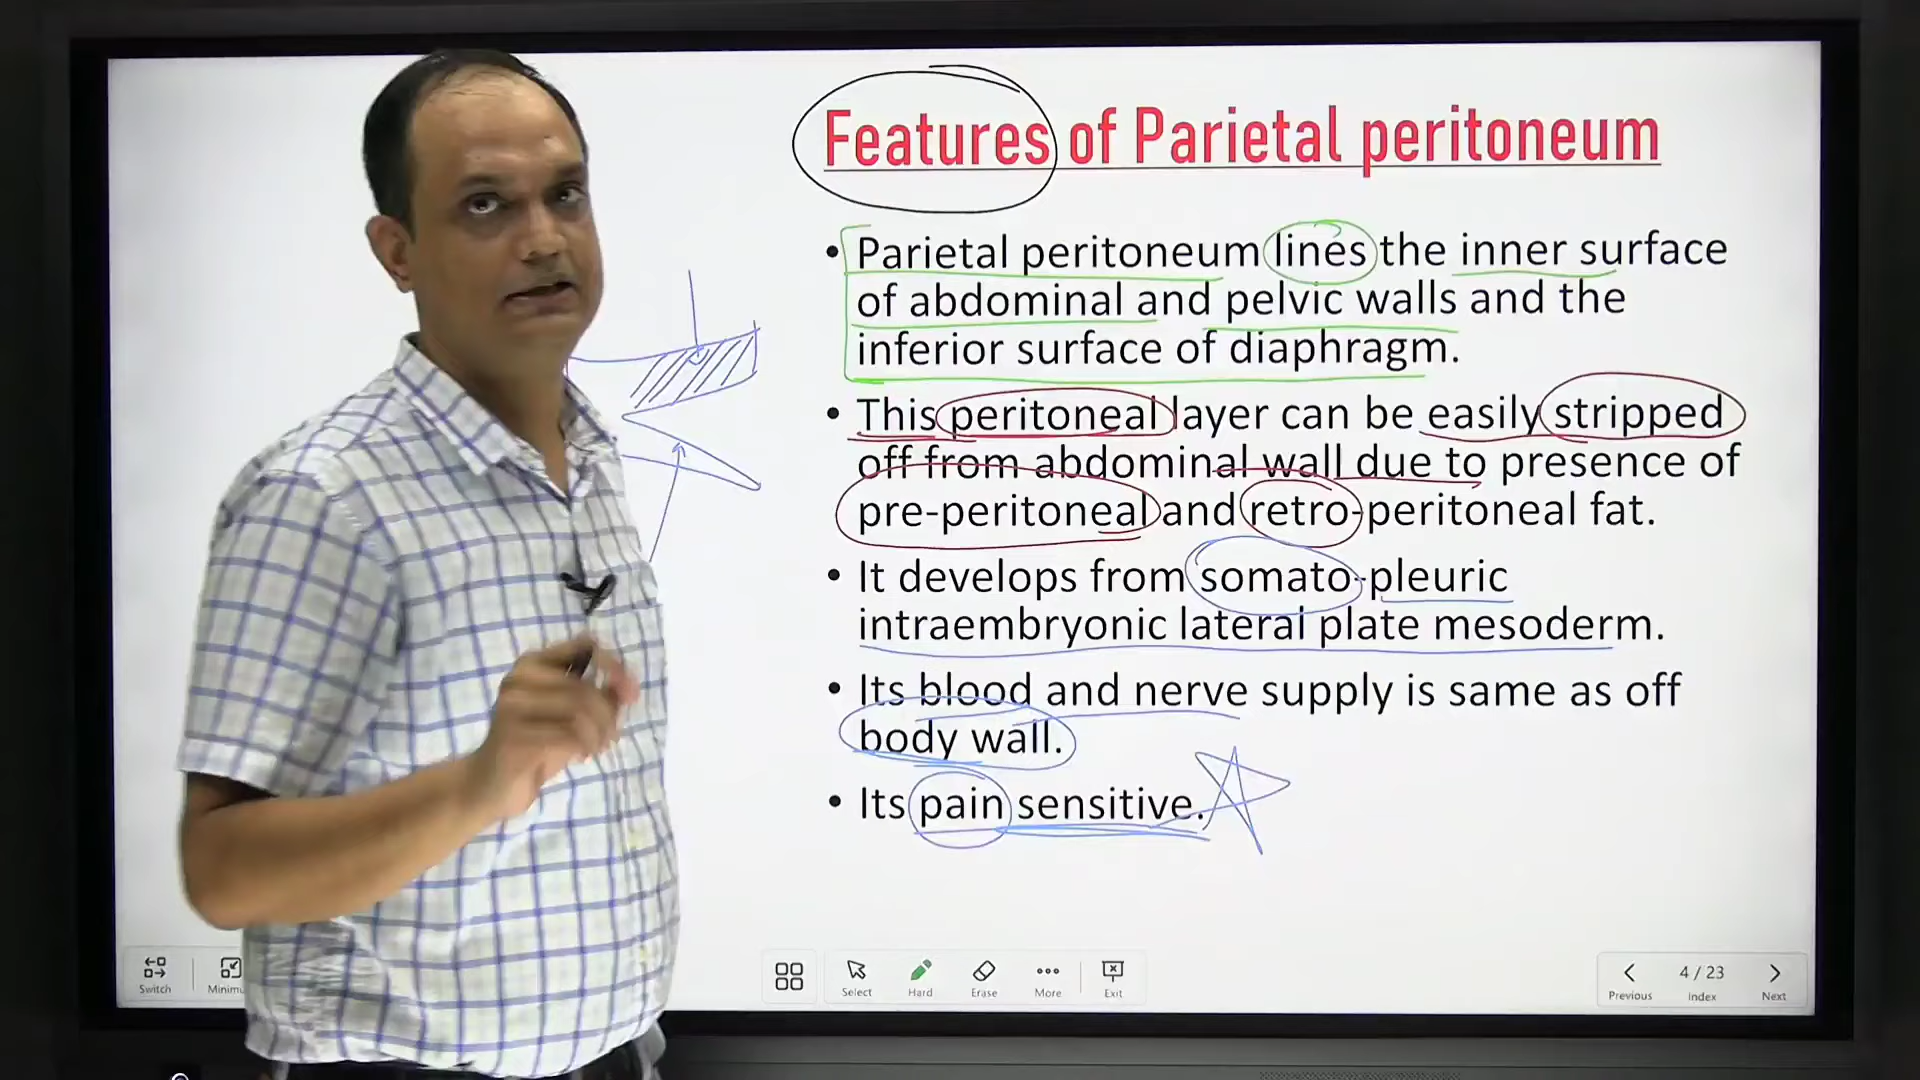 Features of Parietal peritoneum
• Parietal peritoneum lines the inner surface
of abdominal and pelvic walls and the
inferior surface of diaphragm.
• This peritoneal layer can be easily stripped
off from abdominal wall due to presence of
pre-peritoneal and retro-peritoneal fat.
• It develops from somato-pleuric
intraembryonic lateral plate mesoderm.
• Its blood and nerve supply is same as off
body wall.
• Its pain sensitive.
Switch
Select
Hard
Erase
More
Exit
4 / 23
Previous
Index
Next